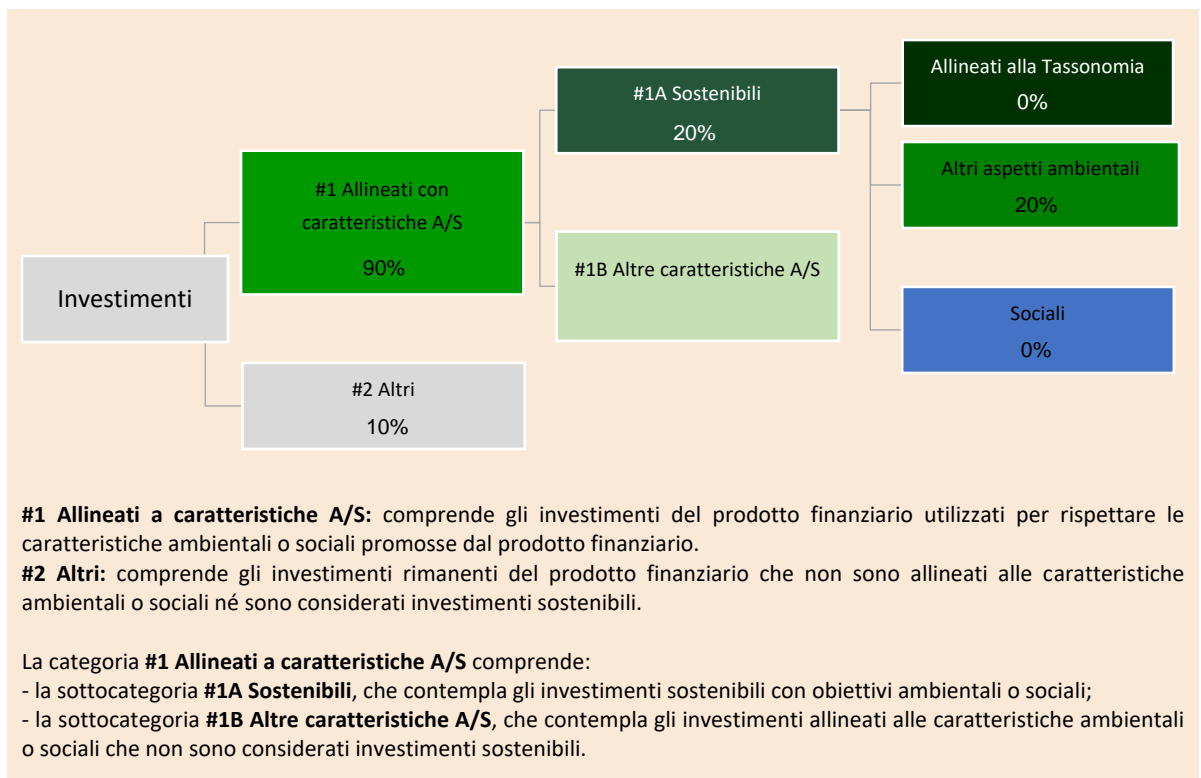 Investimenti
#1 Allineati con
caratteristiche A/S
90%
#2 Altri
10%
#1A Sostenibili
20%
#1B Altre caratteristiche A/S
Allineati alla Tassonomia
0%
Altri aspetti ambientali
20%
Sociali
0%
#1 Allineati a caratteristiche A/S: comprende gli investimenti del prodotto finanziario utilizzati per rispettare le
caratteristiche ambientali o sociali promosse dal prodotto finanziario.
#2 Altri: comprende gli investimenti rimanenti del prodotto finanziario che non sono allineati alle caratteristiche
ambientali o sociali né sono considerati investimenti sostenibili.
La categoria #1 Allineati a caratteristiche A/S comprende:
- la sottocategoria #1A Sostenibili, che contempla gli investimenti sostenibili con obiettivi ambientali o sociali;
- la sottocategoria #1B Altre caratteristiche A/S, che contempla gli investimenti allineati alle caratteristiche ambientali
o sociali che non sono considerati investimenti sostenibili.